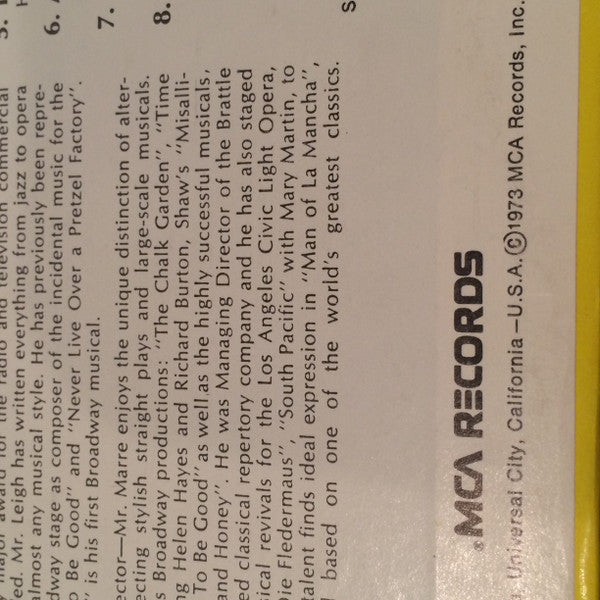 major award for the radio and television commercial
ed. Mr. Leigh has written everything from jazz to opera
almost any musical style. He has previously been repre-
dway stage as composer of the incidental music for the
o Be Good" and "Never Live Over a Pretzel Factory".
" is his first Broadway musical.
ector—Mr. Marre enjoys the unique distinction of alter-
ecting stylish straight plays and large-scale musicals.
s Broadway productions: "The Chalk Garden", "Time
ng Helen Hayes and Richard Burton, Shaw's "Misalli-
To Be Good" as well as the highly successful musicals,
and Honey". He was Managing Director of the Brattle
ed classical repertory company and he has also staged
sical revivals for the Los Angeles Civic Light Opera,
Die Fledermaus", "South Pacific" with Mary Martin, to
talent finds ideal expression in "Man of La Mancha",
d based on one of the world's greatest classics.
5.
6.
7.
8.
S
MCA RECORDS
Universal City, California—U.S.A. ©1973 MCA Records, Inc.